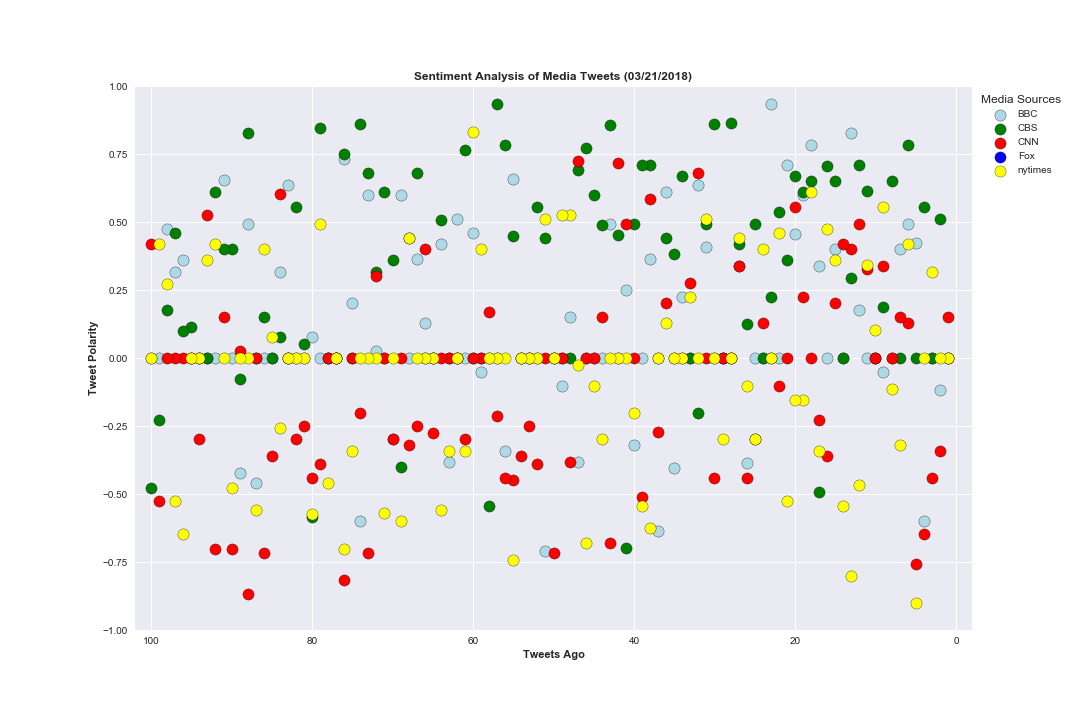 Sentiment Analysis of Media Tweets (03/21/2018)
Media Sources
BBC
CBS
CNN
Fox
nytimes
Tweet Polarity
1.00
0.75
0.50
0.25
0.00
−0.25
−0.50
−0.75
−1.00
100 80 60 40 20 0
Tweets Ago